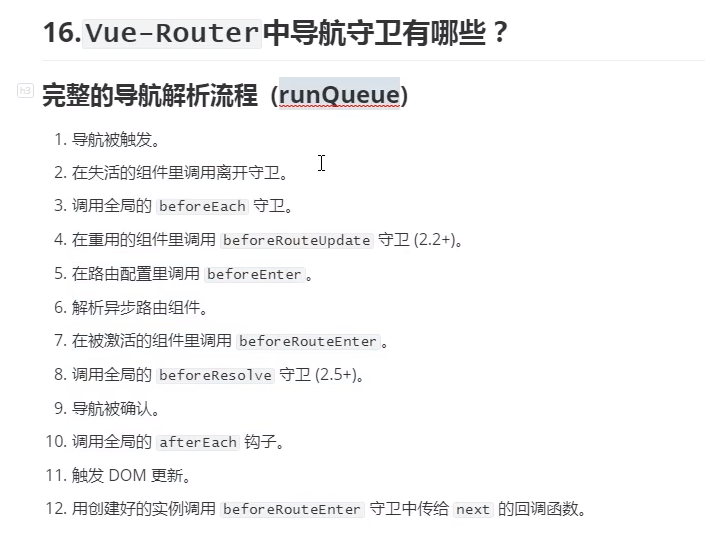 16.Vue-Router中导航守卫有哪些？
h3
完整的导航解析流程 (runQueue)
1. 导航被触发。
2. 在失活的组件里调用离开守卫。
3. 调用全局的 beforeEach 守卫。
4. 在重用的组件里调用 beforeRouteUpdate 守卫 (2.2+)。
5. 在路由配置里调用 beforeEnter。
6. 解析异步路由组件。
7. 在被激活的组件里调用 beforeRouteEnter。
8. 调用全局的 beforeResolve 守卫 (2.5+)。
9. 导航被确认。
10. 调用全局的 afterEach 钩子。
11. 触发 DOM 更新。
12. 用创建好的实例调用 beforeRouteEnter 守卫中传给 next 的回调函数。